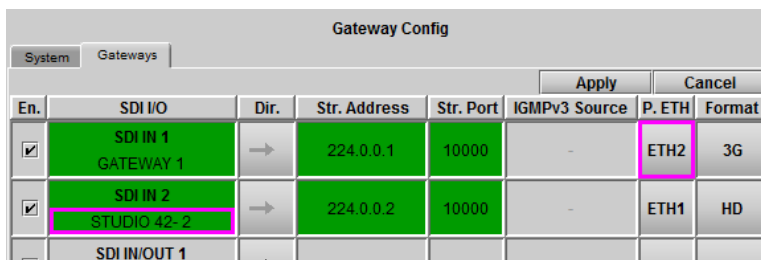 Gateway Config
System Gateways
Apply Cancel
En. SDI I/O Dir. Str. Address Str. Port IGMPv3 Source P. ETH Format
SDI IN 1
GATEWAY 1
224.0.0.1 10000 - ETH2 3G
SDI IN 2
STUDIO 42- 2
224.0.0.2 10000 - ETH1 HD
SDI IN/OUT 1